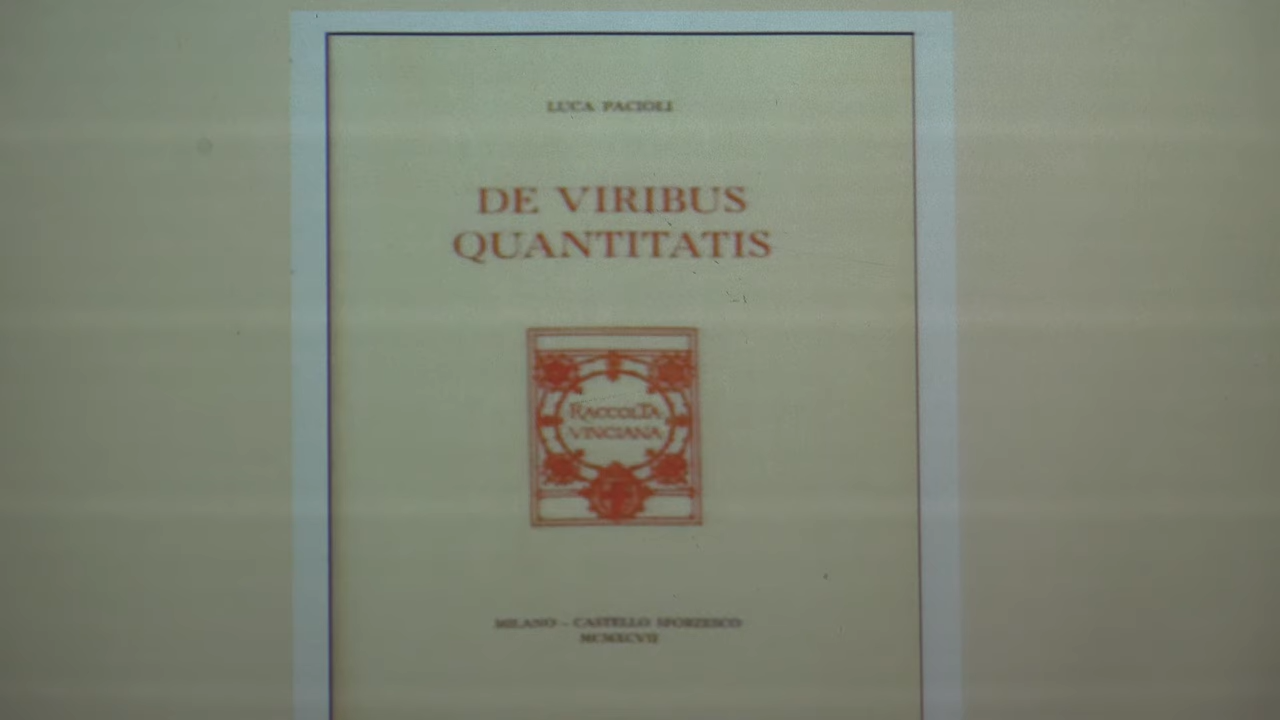 LUCA PACIOLI
DE VIRIBUS
QUANTITATIS
RACCOLTA
VINCIANA
MILANO - CASTELLO SFORZESCO
MCMXCVII